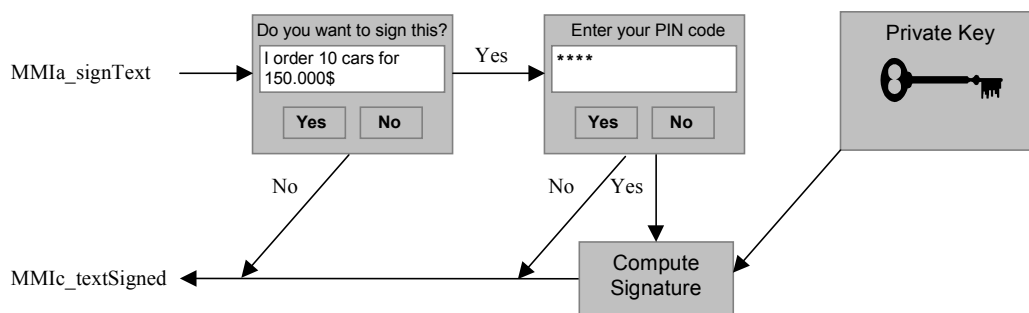 Do you want to sign this?
I order 10 cars for
150.000$
Yes
No
MMIa_signText
Yes
Enter your PIN code
****
Yes
No
Private Key
No
No
Yes
MMIc_textSigned
Compute
Signature